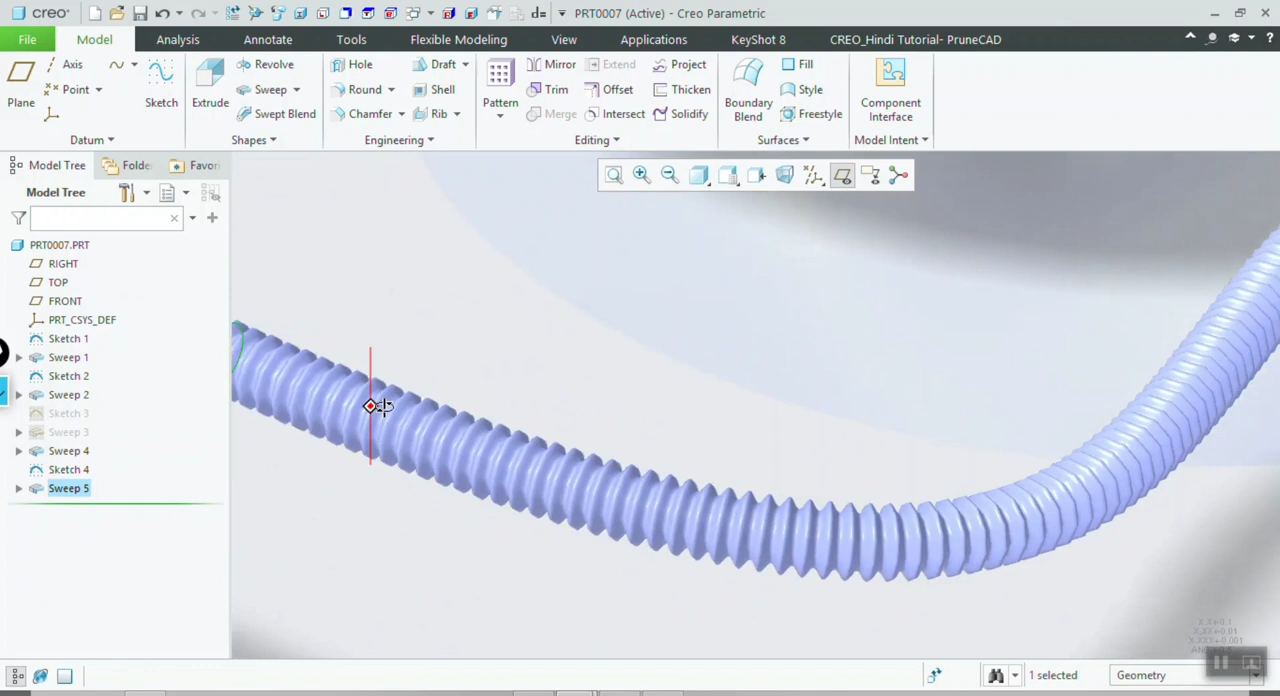 creo° PRT0007 (Active) - Creo Parametric
File Model Analysis Annotate Tools Flexible Modeling View Applications KeyShot 8 CREO_Hindi Tutorial- PruneCAD
Plane Axis Point Sketch
Datum
Extrude Revolve Sweep Swept Blend
Shapes
Hole Draft Round Shell Chamfer Rib
Engineering
Pattern Mirror Extend Project Trim Offset Thicken Merge Intersect Solidify
Editing
Boundary Blend Fill Style Freestyle
Surfaces
Component Interface
Model Intent
Model Tree Folder Favori
Model Tree
PRT0007.PRT
RIGHT
TOP
FRONT
PRT_CSYS_DEF
Sketch 1
Sweep 1
Sketch 2
Sweep 2
Sketch 3
Sweep 3
Sweep 4
Sketch 4
Sweep 5
1 selected Geometry